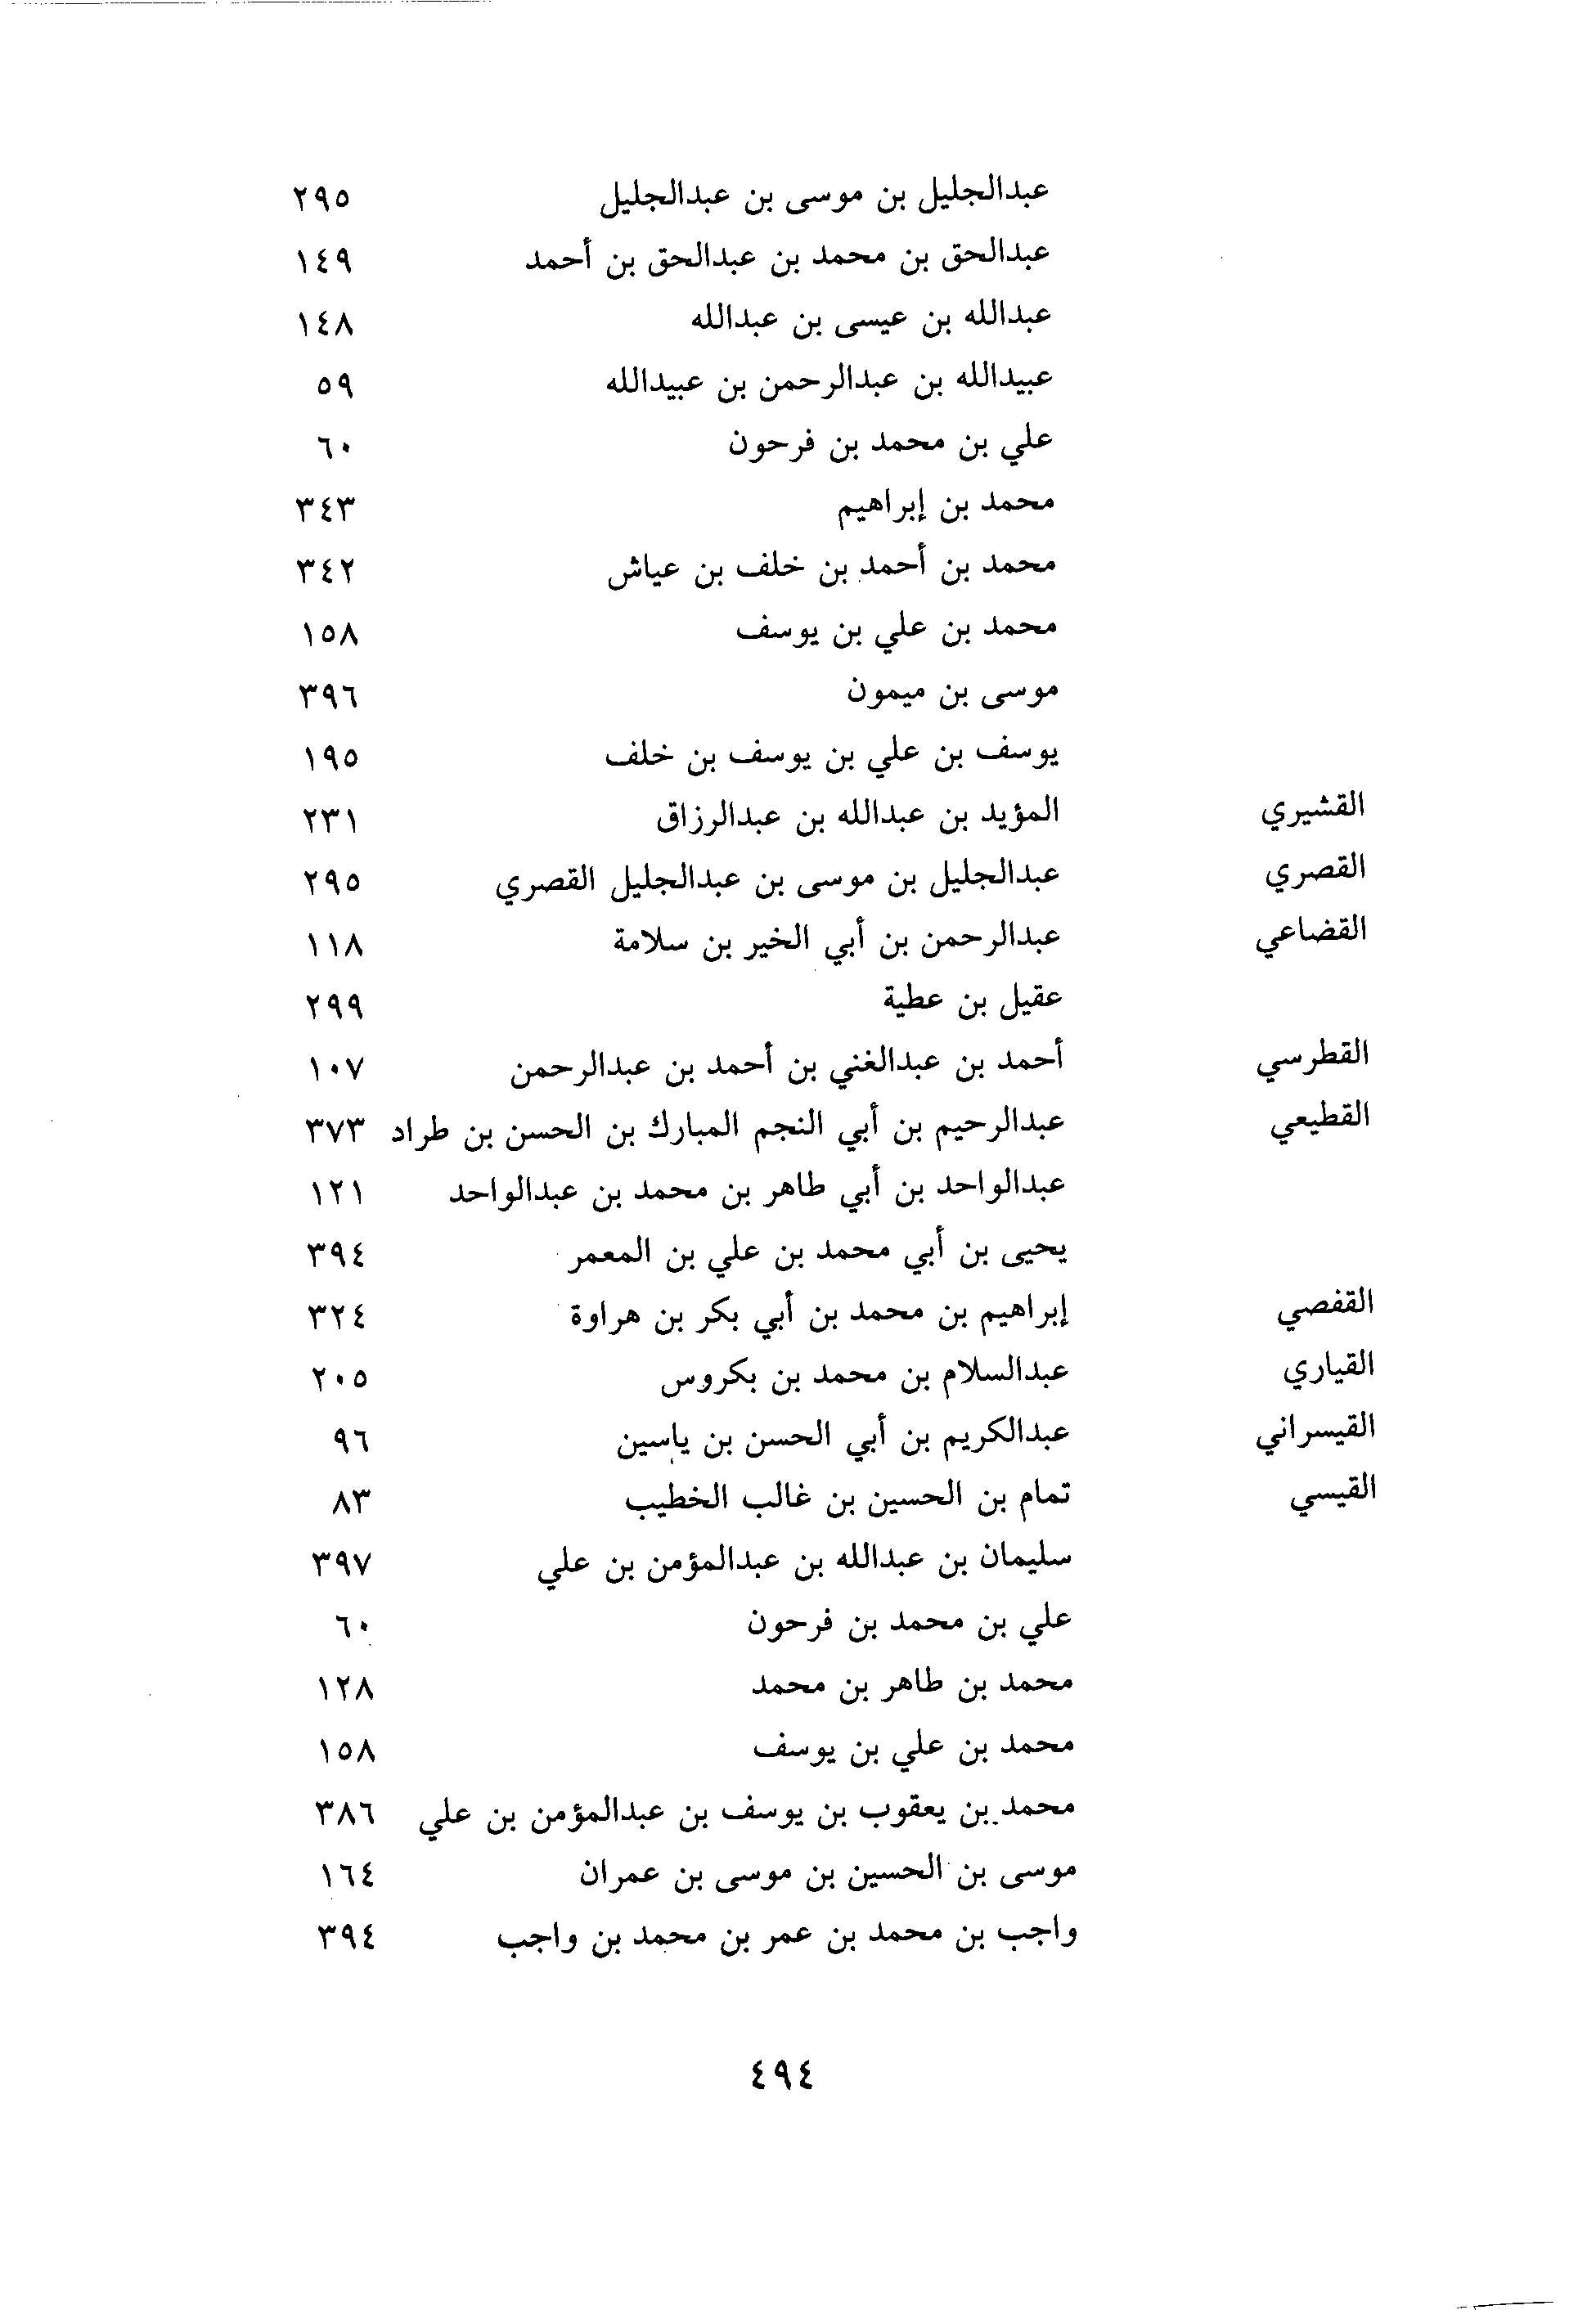 عبدالجليل بن موسى بن عبدالجليل ٢٩٥
عبدالحق بن محمد بن عبدالحق بن أحمد ١٤٩
عبدالله بن عيسى بن عبدالله ١٤٨
عبيدالله بن عبدالرحمن بن عبيدالله ٥٩
علي بن محمد بن فرحون ٦٠
محمد بن إبراهيم ٣٤٣
محمد بن أحمد بن خلف بن عياش ٣٤٢
محمد بن علي بن يوسف ١٥٨
موسى بن ميمون ٣٩٦
يوسف بن علي بن يوسف بن خلف ١٩٥
القشيري المؤيد بن عبدالله بن عبدالرزاق ٢٣١
القصري عبدالجليل بن موسى بن عبدالجليل القصري ٢٩٥
القضاعي عبدالرحمن بن أبي الخير بن سلامة ١١٨
عقيل بن عطية ٢٩٩
القطرسي أحمد بن عبدالغني بن أحمد بن عبدالرحمن ١٠٧
القطيعي عبدالرحيم بن أبي النجم المبارك بن الحسن بن طراد ٣٧٣
عبدالواحد بن أبي طاهر بن محمد بن عبدالواحد ١٢١
يحيى بن أبي محمد بن علي بن المعمر ٣٩٤
القفصي إبراهيم بن محمد بن أبي بكر بن هراوة ٣٢٤
القياري عبدالسلام بن محمد بن بكروس ٢٠٥
القيسراني عبدالكريم بن أبي الحسن بن ياسين ٩٦
القيسي تمام بن الحسين بن غالب الخطيب ٨٣
سليمان بن عبدالله بن عبدالمؤمن بن علي ٣٩٧
علي بن محمد بن فرحون ٦٠
محمد بن طاهر بن محمد ١٢٨
محمد بن علي بن يوسف ١٥٨
محمد بن يعقوب بن يوسف بن عبدالمؤمن بن علي ٣٨٦
موسى بن الحسين بن موسى بن عمران ١٦٤
واجب بن محمد بن عمر بن محمد بن واجب ٣٩٤
٤٩٤